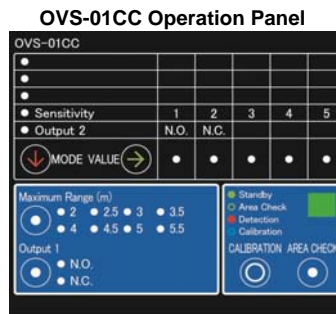 OVS-01CC Operation Panel
OVS-01CC
Sensitivity 1 2 3 4 5
Output 2 N.O. N.C.
MODE VALUE
Maximum Range (m)
2 2.5 3 3.5
4 4.5 5 5.5
Output 1
N.O.
N.C.
Standby
Area Check
Detection
Calibration
CALIBRATION AREA CHECK